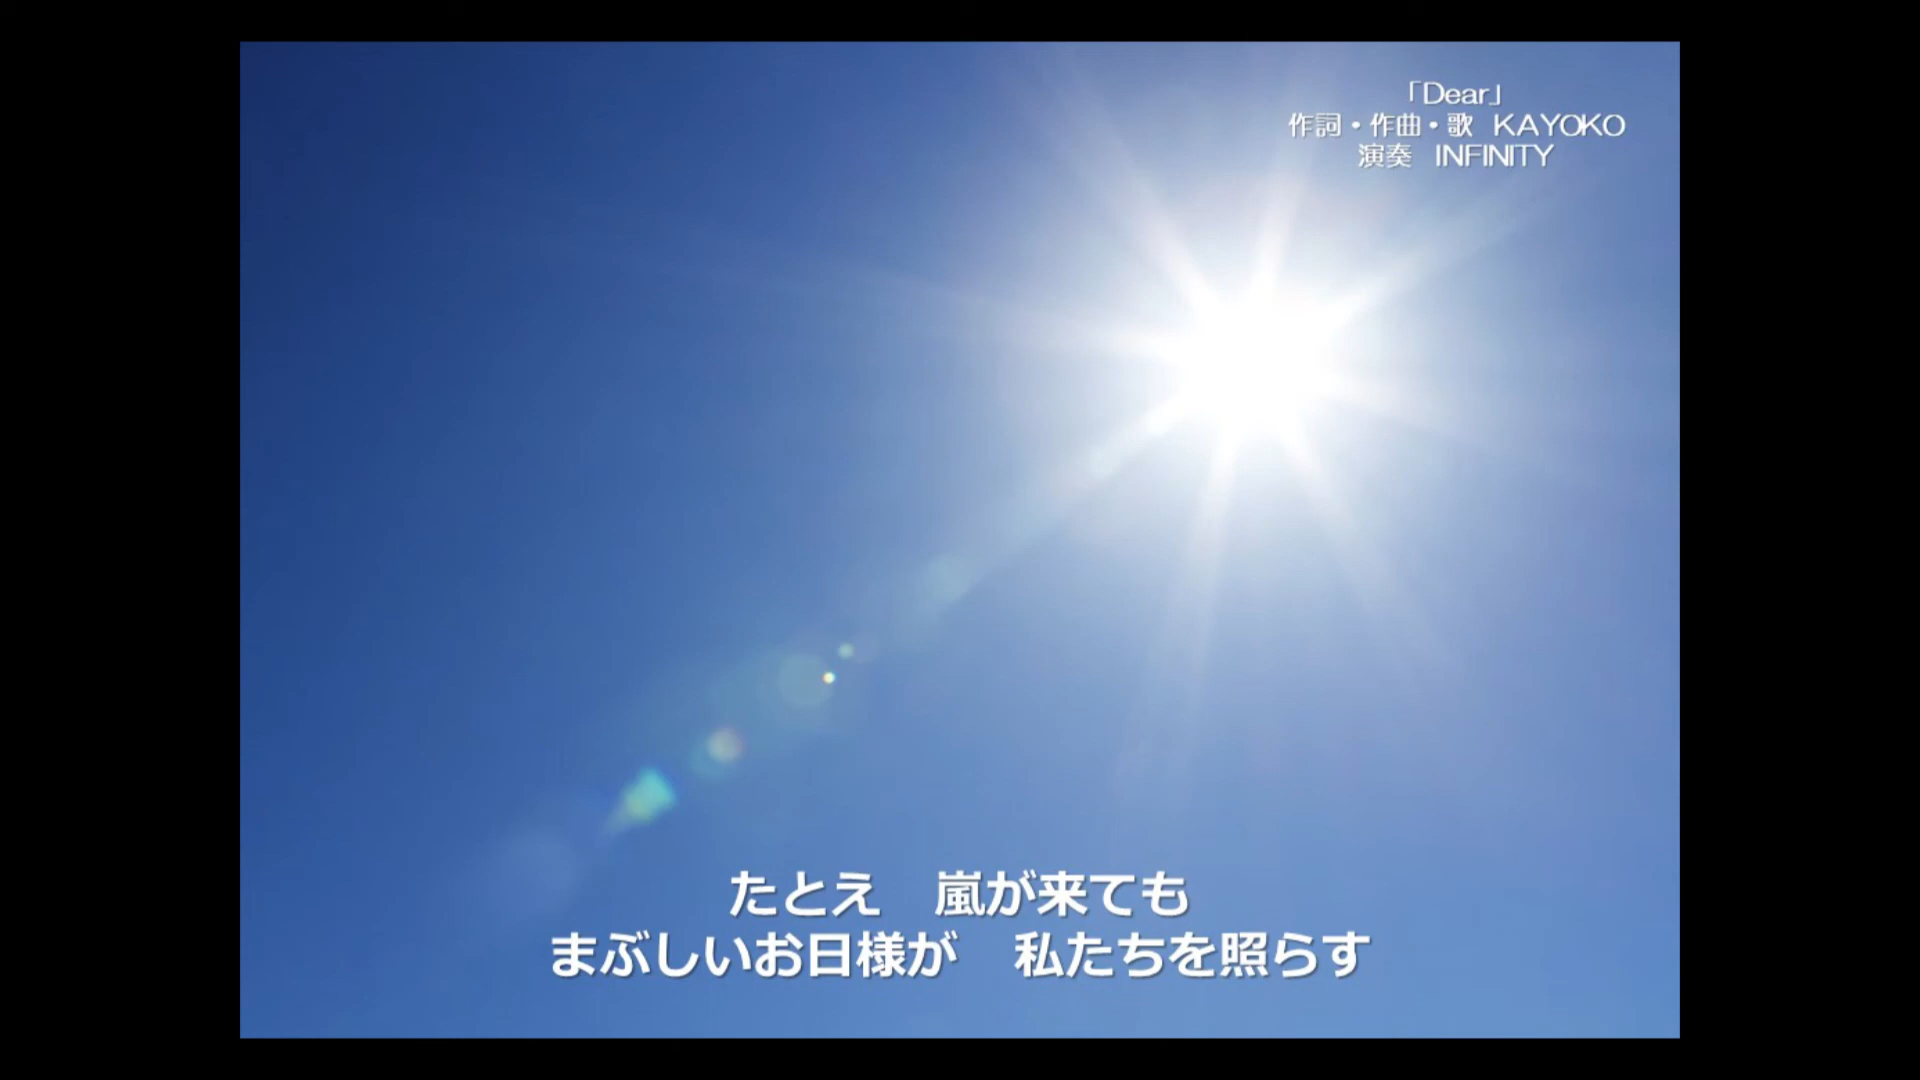 「Dear」
作詞・作曲・歌　KAYOKO
演奏　INFINITY
たとえ　嵐が来ても
まぶしいお日様が　私たちを照らす